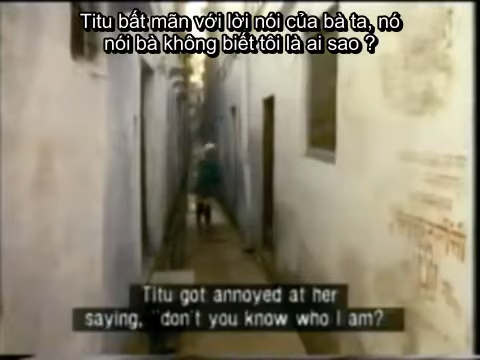 Titu bất mãn với lời nói của bà ta, nó
nói bà không biết tôi là ai sao ?
Titu got annoyed at her
saying, "don't you know who I am?